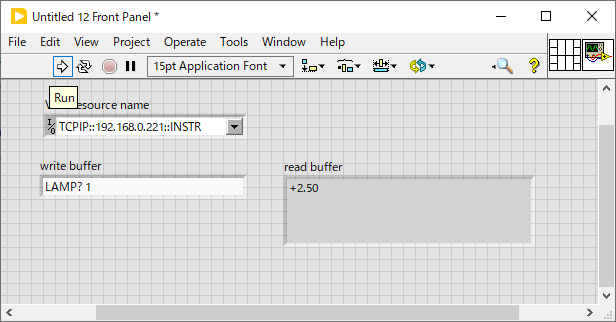 Untitled 12 Front Panel *
File Edit View Project Operate Tools Window Help
15pt Application Font
Run
esource name
I/O
TCPIP::192.168.0.221::INSTR
write buffer
LAMP? 1
read buffer
+2.50